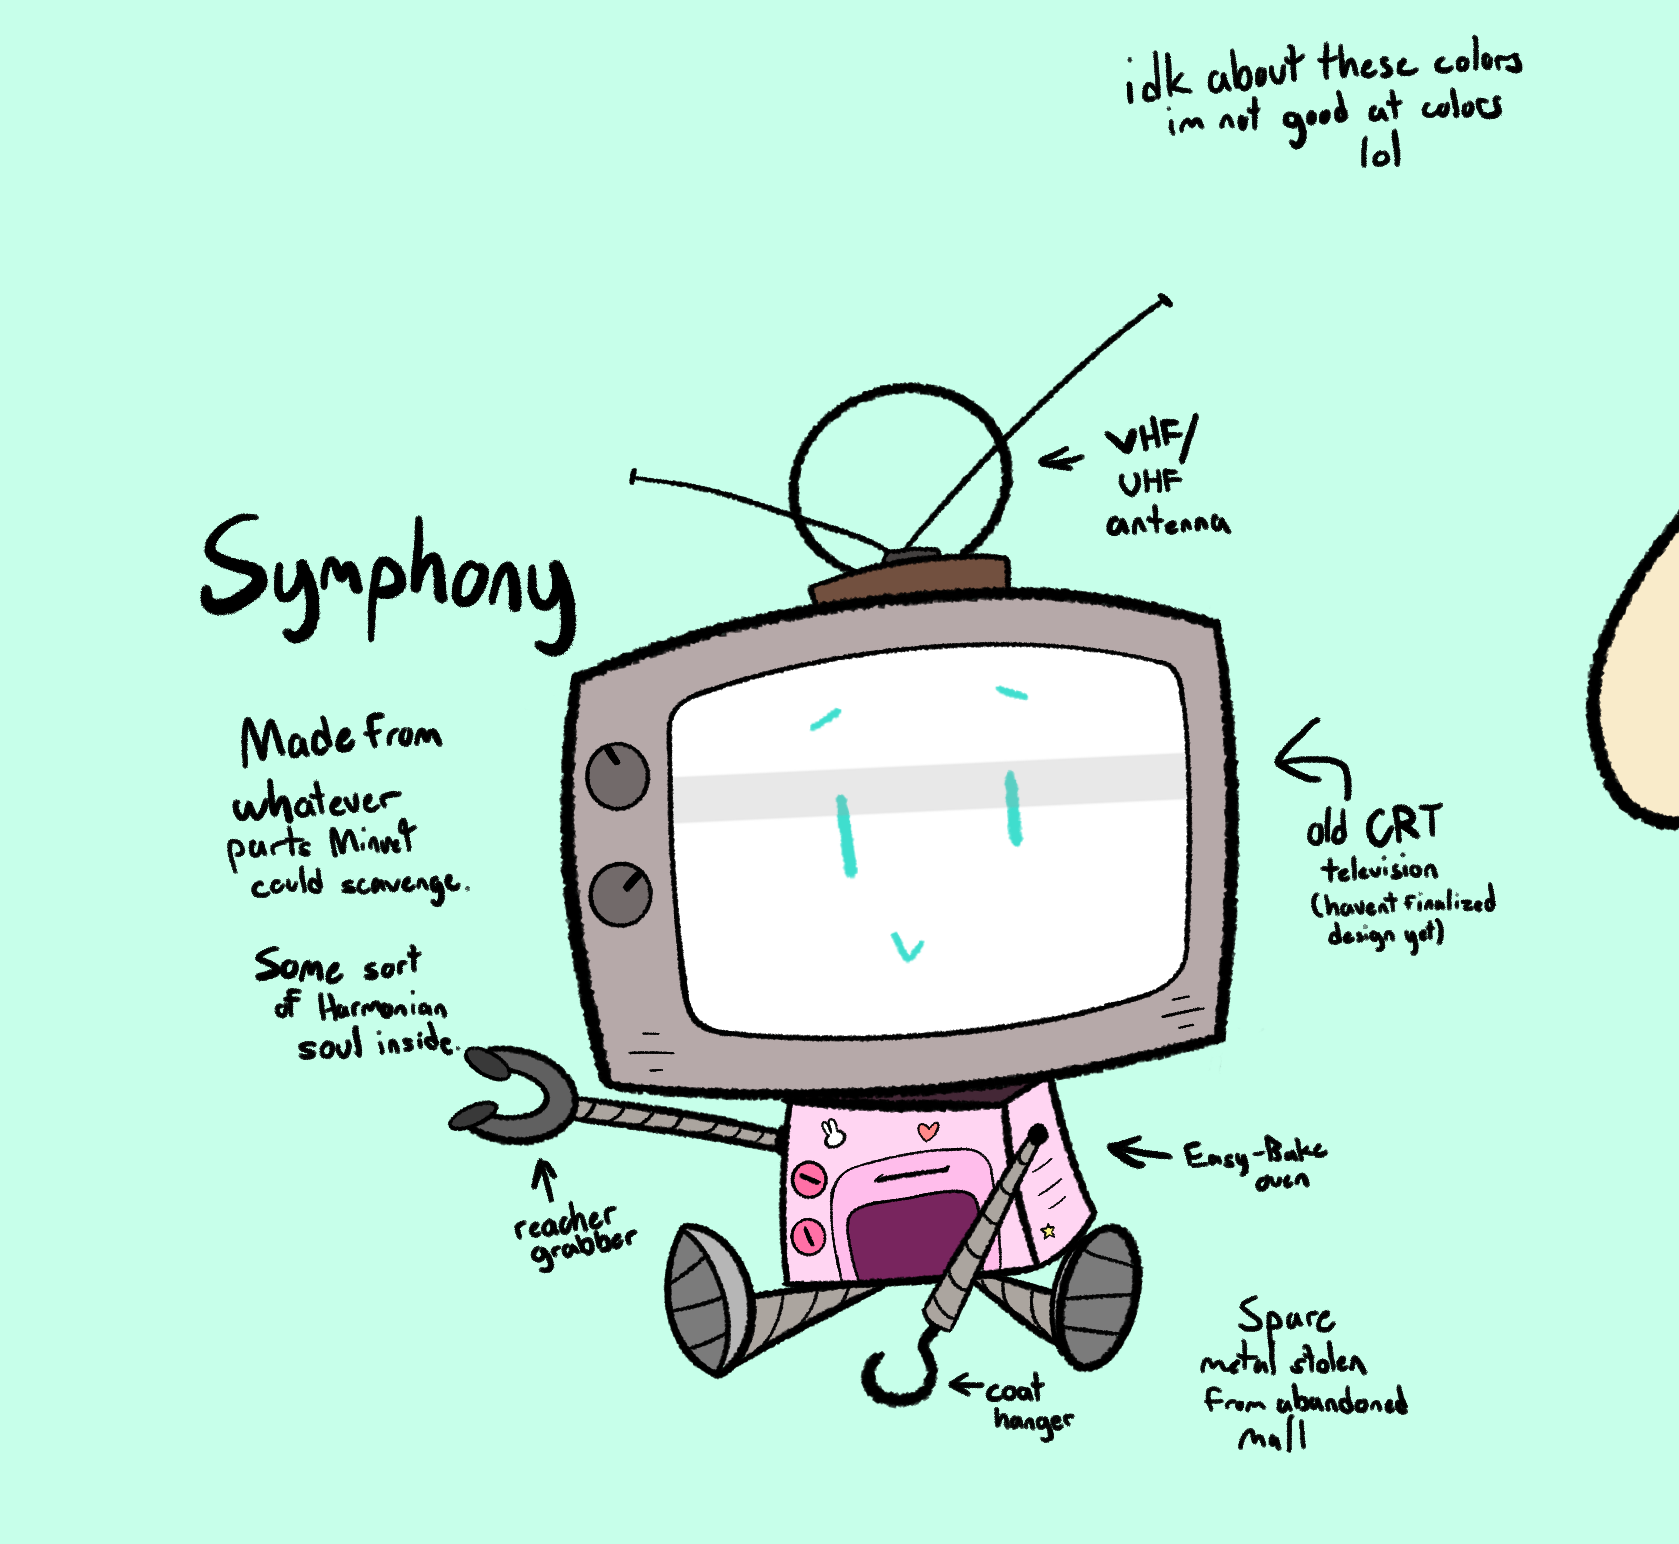 idk about these colors
im not good at colors
lol
VHF/
UHF
antenna
Symphony
Made from
whatever
parts Minuet
could scavenge.
Some sort
of Harmonian
soul inside.
old CRT
television
(havent finalized
design yet)
reacher
grabber
Easy-Bake
oven
coat
hanger
Spare
metal stolen
from abandoned
mall